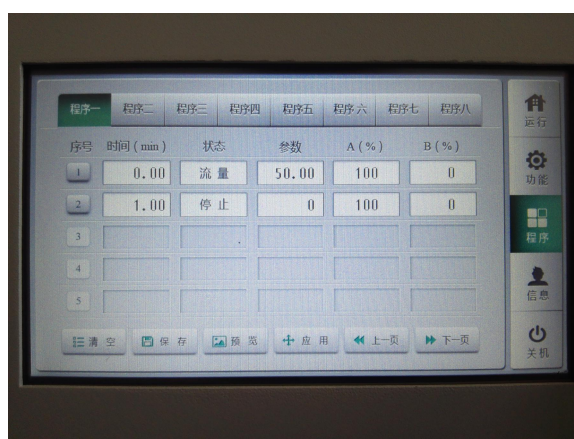 程序一 程序二 程序三 程序四 程序五 程序六 程序七 程序八
序号 时间(min) 状态 参数 A(%) B(%)
1 0.00 流量 50.00 100 0
2 1.00 停止 0 100 0
3
4
5
清空 保存 预览 应用 上一页 下一页
运行
功能
程序
信息
关机